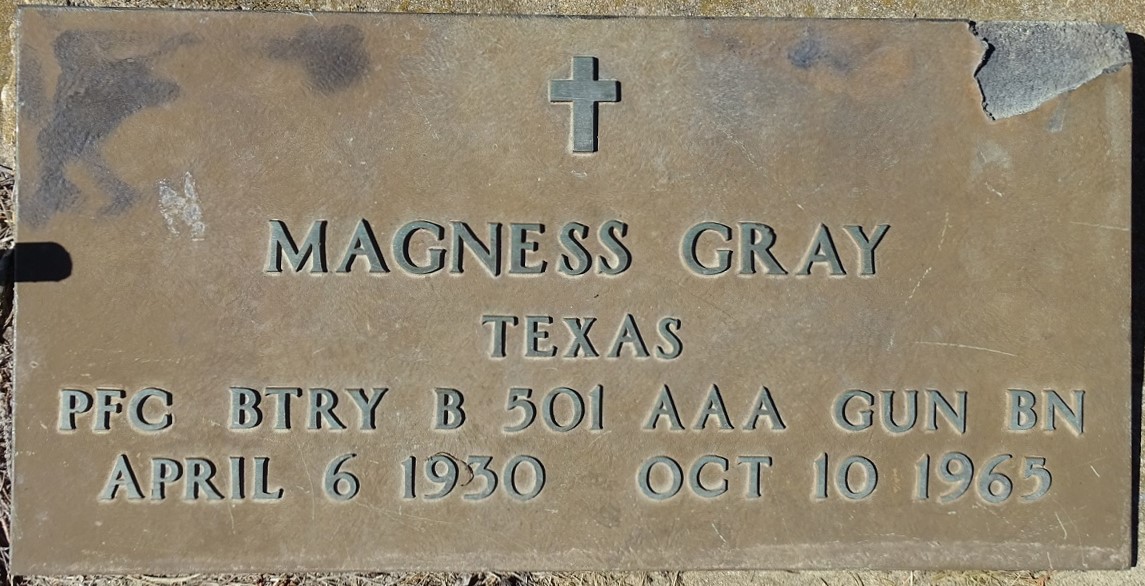 MAGNESS GRAY
TEXAS
PFC BTRY B 501 AAA GUN BN
APRIL 6 1930 OCT 10 1965